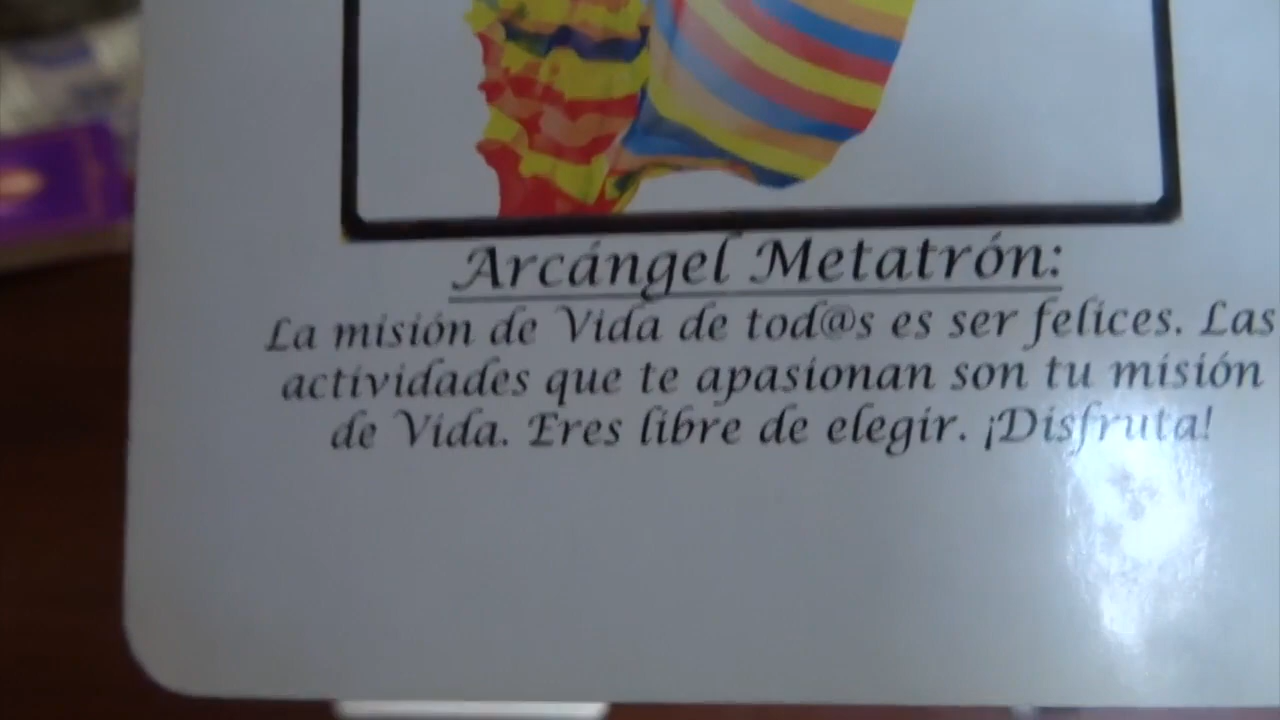 Arcángel Metatrón:
La misión de Vida de tod@s es ser felices. Las
actividades que te apasionan son tu misión
de Vida. Eres libre de elegir. ¡Disfruta!